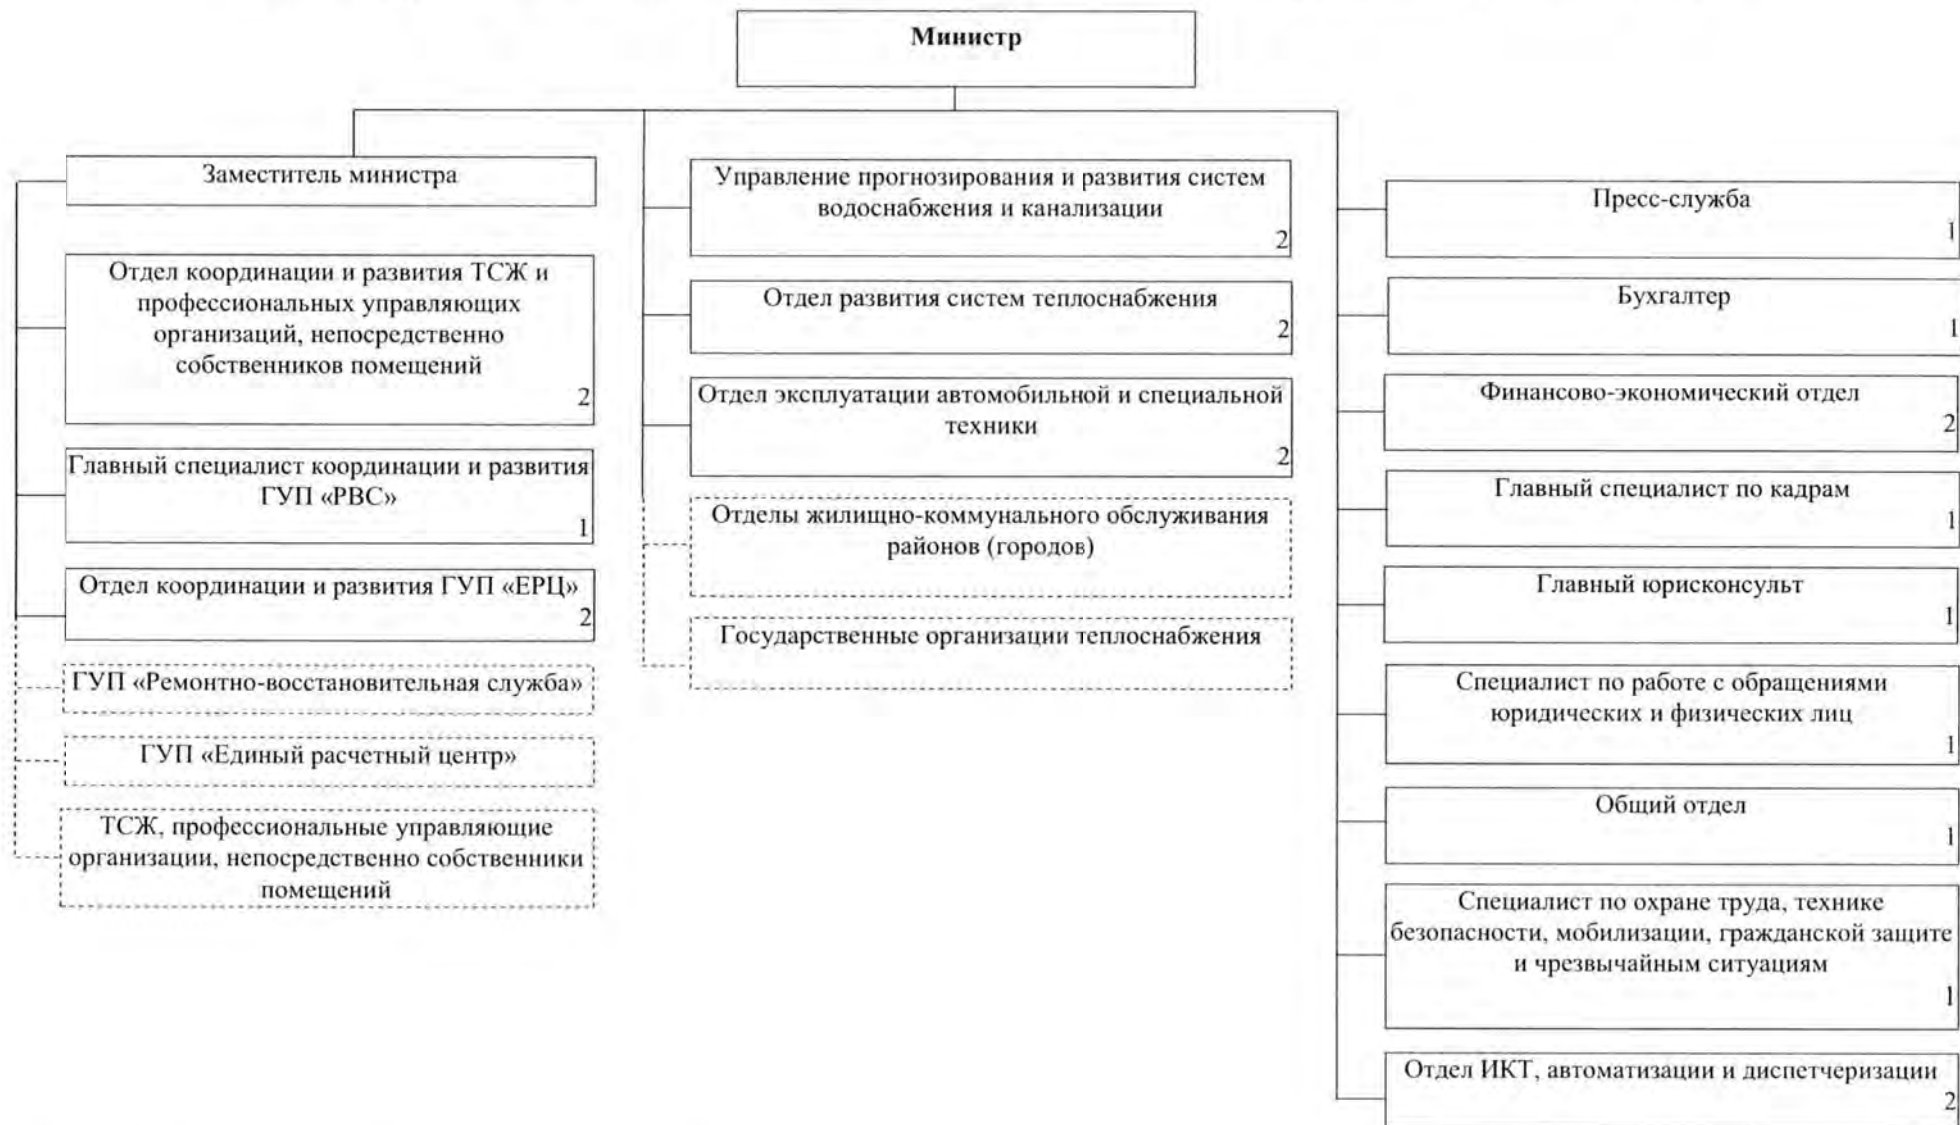 Министр
Заместитель министра
Отдел координации и развития ТСЖ и
профессиональных управляющих
организаций, непосредственно
собственников помещений
2
Главный специалист координации и развития
ГУП «РВС»
1
Отдел координации и развития ГУП «ЕРЦ»
2
ГУП «Ремонтно-восстановительная служба»
ГУП «Единый расчетный центр»
ТСЖ, профессиональные управляющие
организации, непосредственно собственники
помещений
Управление прогнозирования и развития систем
водоснабжения и канализации
2
Отдел развития систем теплоснабжения
2
Отдел эксплуатации автомобильной и специальной
техники
2
Отделы жилищно-коммунального обслуживания
районов (городов)
Государственные организации теплоснабжения
Пресс-служба
1
Бухгалтер
1
Финансово-экономический отдел
2
Главный специалист по кадрам
1
Главный юрисконсульт
1
Специалист по работе с обращениями
юридических и физических лиц
1
Общий отдел
1
Специалист по охране труда, технике
безопасности, мобилизации, гражданской защите
и чрезвычайным ситуациям
1
Отдел ИКТ, автоматизации и диспетчеризации
2